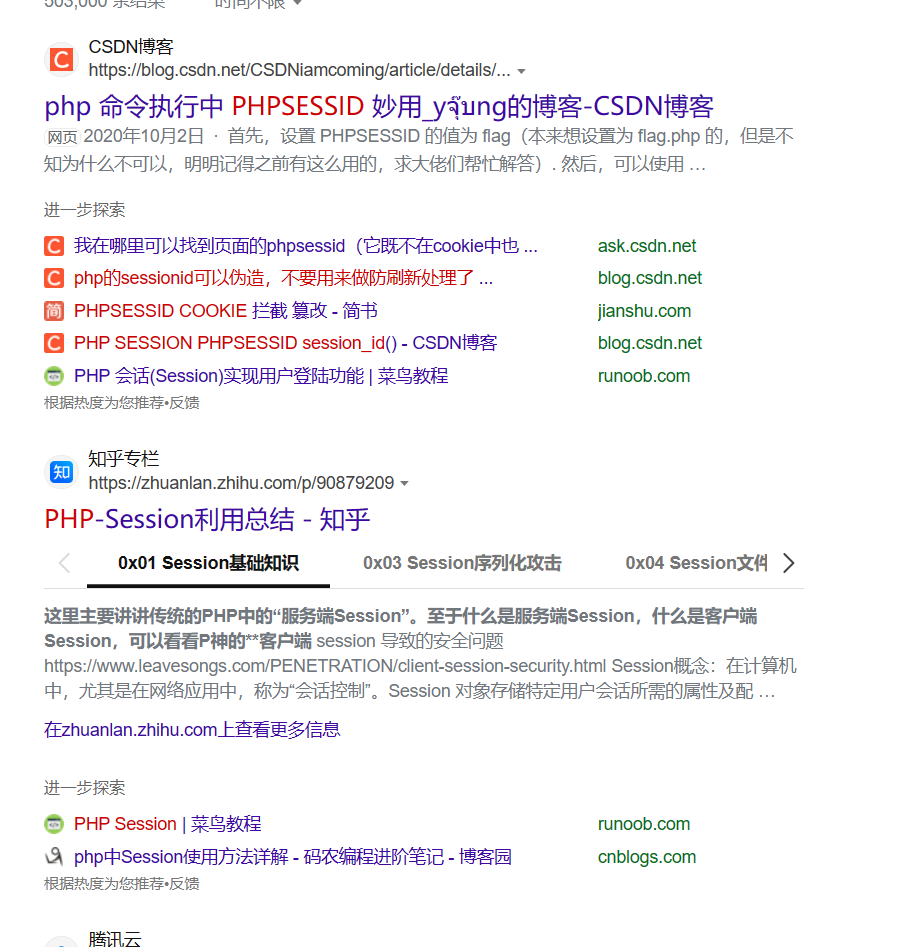 503,000 条结果 时间不限
CSDN博客
https://blog.csdn.net/CSDNiamcoming/article/details/...
php 命令执行中 PHPSESSID 妙用_yจุ๊บng的博客-CSDN博客
网页 2020年10月2日 · 首先，设置 PHPSESSID 的值为 flag（本来想设置为 flag.php 的，但是不
知为什么不可以，明明记得之前有这么用的，求大佬们帮忙解答）. 然后，可以使用 …
进一步探索
我在哪里可以找到页面的phpsessid（它既不在cookie中也 ... ask.csdn.net
php的sessionid可以伪造，不要用来做防刷新处理了 ... blog.csdn.net
简 PHPSESSID COOKIE 拦截 篡改 - 简书 jianshu.com
PHP SESSION PHPSESSID session_id() - CSDN博客 blog.csdn.net
PHP 会话(Session)实现用户登陆功能 | 菜鸟教程 runoob.com
根据热度为您推荐•反馈
知 知乎专栏
https://zhuanlan.zhihu.com/p/90879209
PHP-Session利用总结 - 知乎
0x01 Session基础知识 0x03 Session序列化攻击 0x04 Session文件
这里主要讲讲传统的PHP中的“服务端Session”。至于什么是服务端Session，什么是客户端
Session，可以看看P神的**客户端 session 导致的安全问题
https://www.leavesongs.com/PENETRATION/client-session-security.html Session概念：在计算机
中，尤其是在网络应用中，称为“会话控制”。Session 对象存储特定用户会话所需的属性及配 …
在zhuanlan.zhihu.com上查看更多信息
进一步探索
PHP Session | 菜鸟教程 runoob.com
php中Session使用方法详解 - 码农编程进阶笔记 - 博客园 cnblogs.com
根据热度为您推荐•反馈
腾讯云